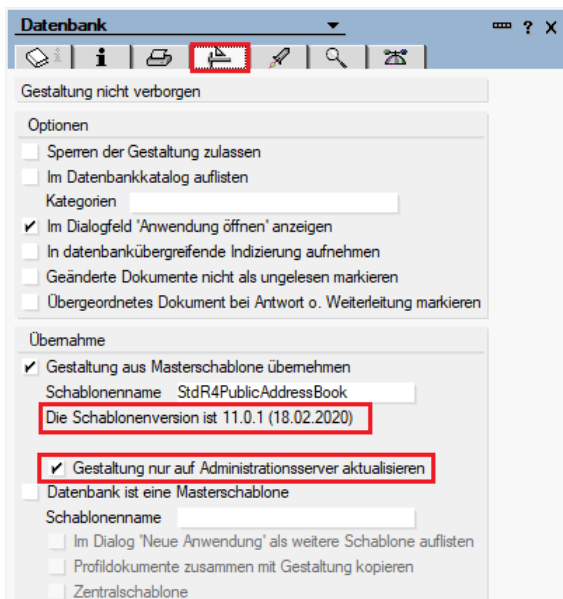 Datenbank
? X
i i
Gestaltung nicht verborgen
Optionen
Sperren der Gestaltung zulassen
Im Datenbankkatalog auflisten
Kategorien
Im Dialogfeld 'Anwendung öffnen' anzeigen
In datenbankübergreifende Indizierung aufnehmen
Geänderte Dokumente nicht als ungelesen markieren
Übergeordnetes Dokument bei Antwort o. Weiterleitung markieren
Übernahme
Gestaltung aus Masterschablone übernehmen
Schablonenname StdR4PublicAddressBook
Die Schablonenversion ist 11.0.1 (18.02.2020)
Gestaltung nur auf Administrationsserver aktualisieren
Datenbank ist eine Masterschablone
Schablonenname
Im Dialog 'Neue Anwendung' als weitere Schablone auflisten
Profildokumente zusammen mit Gestaltung kopieren
Zentralschablone